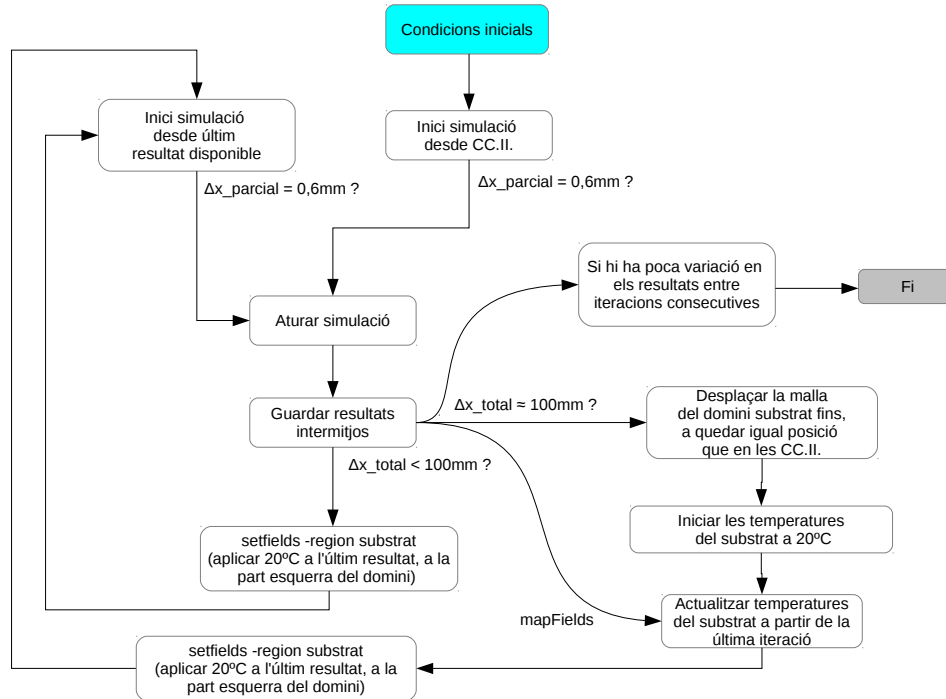 Condicions inicials
Inici simulació
desde últim
resultat disponible
Inici simulació
desde CC.II.
Δx_parcial = 0,6mm ?
Δx_parcial = 0,6mm ?
Si hi ha poca variació en
els resultats entre
iteracions consecutives
Fi
Aturar simulació
Guardar resultats
intermitjos
Δx_total ≈ 100mm ?
Desplaçar la malla
del domini substrat fins,
a quedar igual posició
que en les CC.II.
Δx_total < 100mm ?
Iniciar les temperatures
del substrat a 20ºC
setfields -region substrat
(aplicar 20ºC a l'últim resultat, a la
part esquerra del domini)
mapFields
Actualitzar temperatures
del substrat a partir de la
última iteració
setfields -region substrat
(aplicar 20ºC a l'últim resultat, a la
part esquerra del domini)